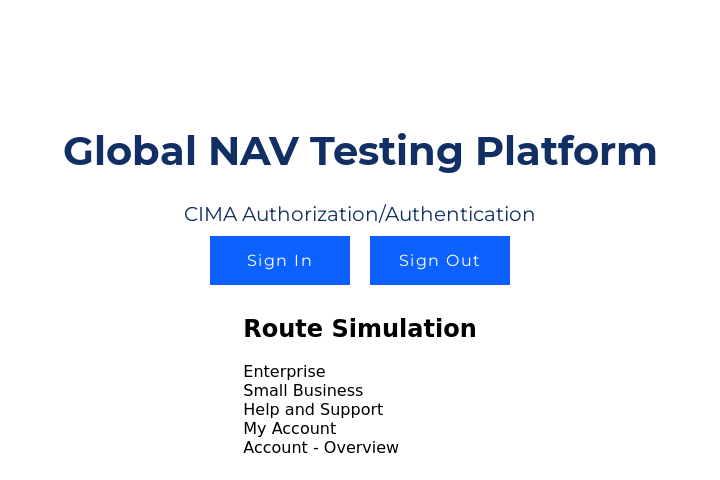 Global NAV Testing Platform
CIMA Authorization/Authentication
Sign In
Sign Out
Route Simulation
Enterprise
Small Business
Help and Support
My Account
Account - Overview